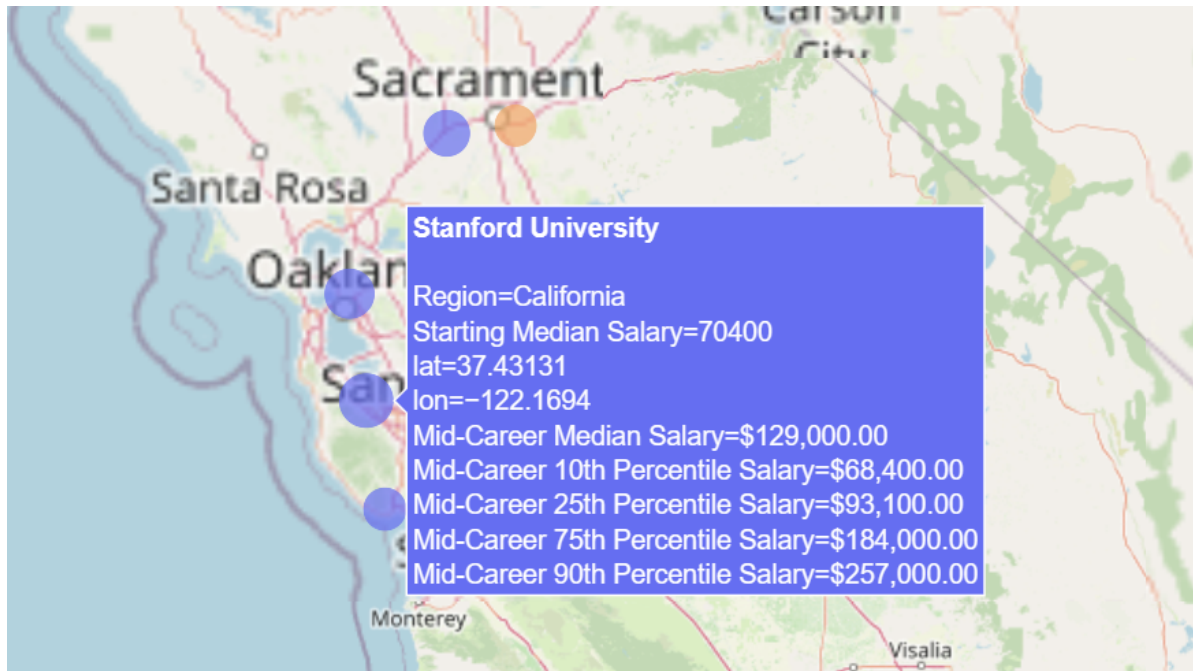 Carson
City
Sacrament
Santa Rosa
Oaklan
San
Stanford University
Region=California
Starting Median Salary=70400
lat=37.43131
lon=−122.1694
Mid-Career Median Salary=$129,000.00
Mid-Career 10th Percentile Salary=$68,400.00
Mid-Career 25th Percentile Salary=$93,100.00
Mid-Career 75th Percentile Salary=$184,000.00
Mid-Career 90th Percentile Salary=$257,000.00
Monterey
Visalia